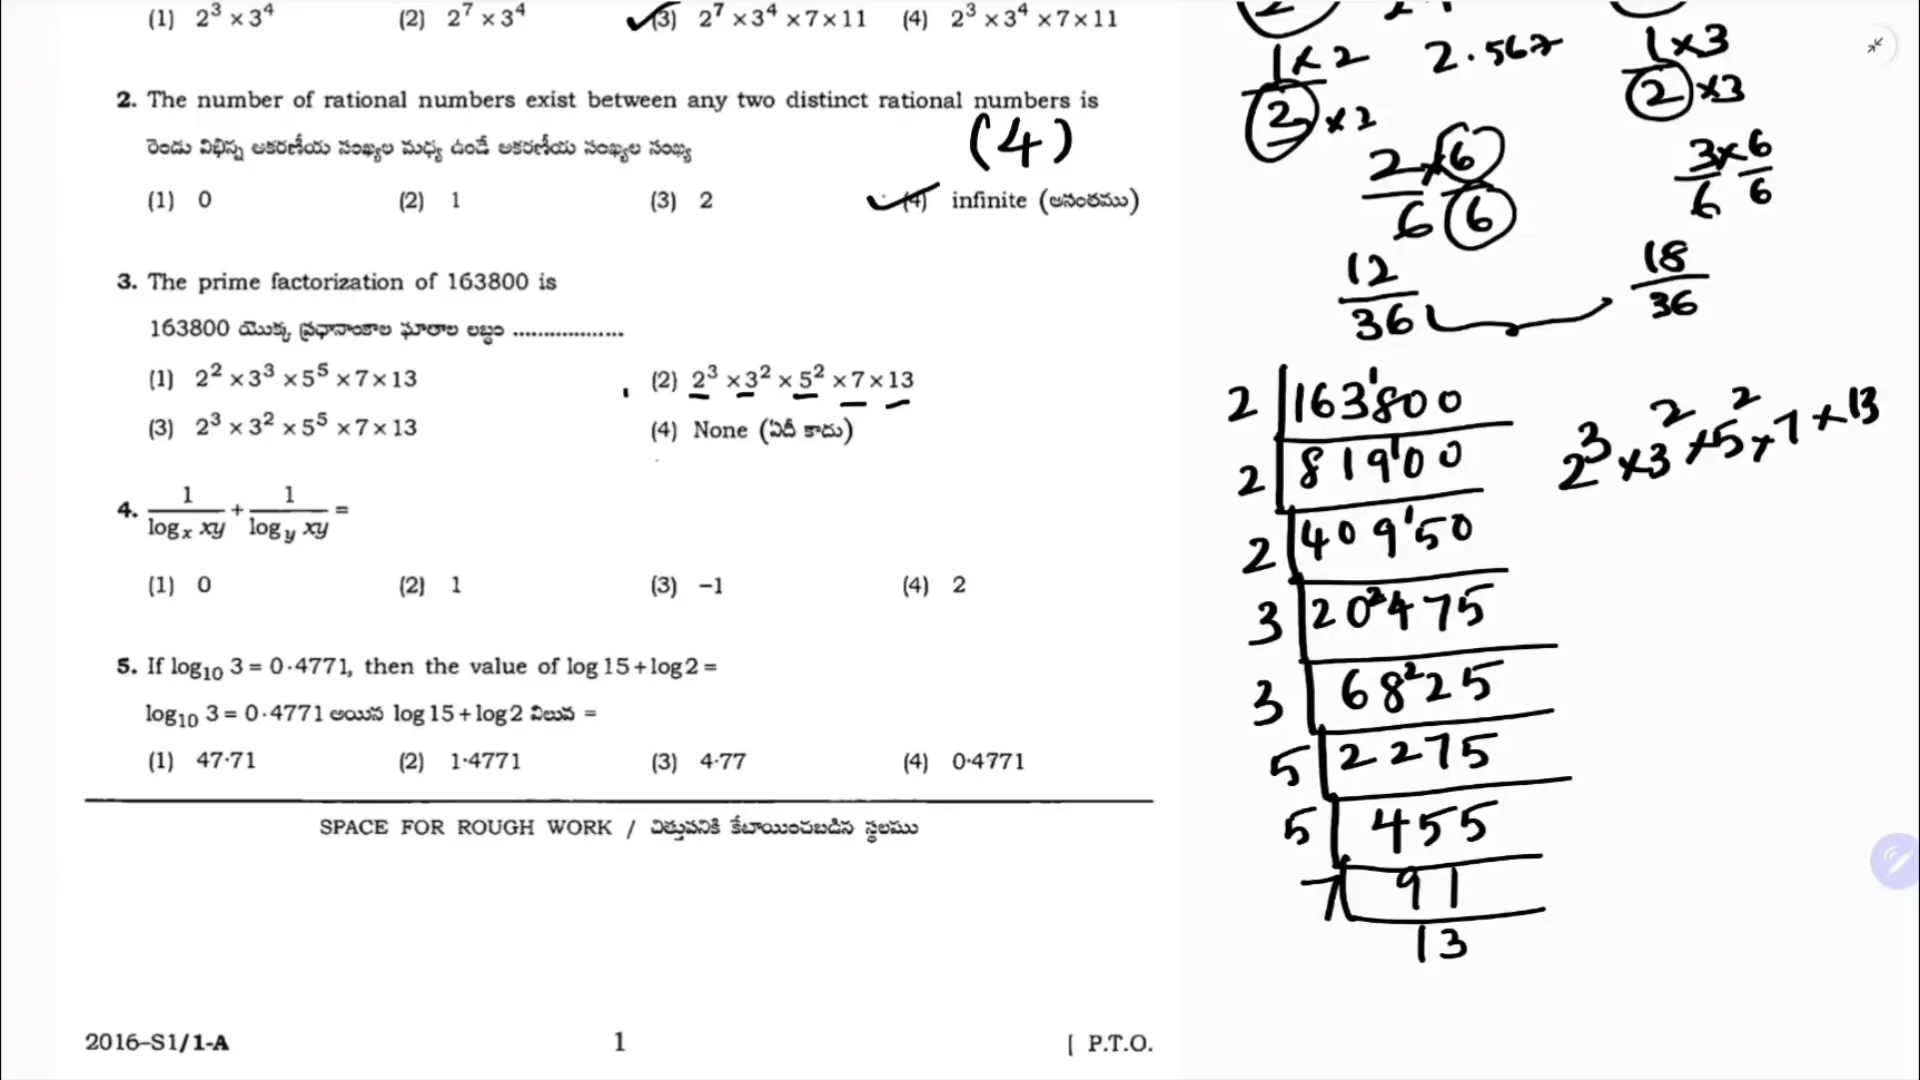 (1) 2³ × 3⁴ (2) 2⁷ × 3⁴ (3) 2⁷ × 3⁴ × 7 × 11 (4) 2³ × 3⁴ × 7 × 11
2. The number of rational numbers exist between any two distinct rational numbers is
(4)
రెండు విభిన్న అకరణీయ సంఖ్యల మధ్య ఉండే అకరణీయ సంఖ్యల సంఖ్య
(1) 0 (2) 1 (3) 2 (4) infinite (అనంతము)
3. The prime factorization of 163800 is
163800 యొక్క ప్రధానాంకాల ఘాతాల లబ్ధం ..................
(1) 2² × 3³ × 5⁵ × 7 × 13 (2) 2³ × 3² × 5² × 7 × 13
(3) 2³ × 3² × 5⁵ × 7 × 13 (4) None (ఏదీ కాదు)
4. 1/logₓ xy + 1/log_y xy =
(1) 0 (2) 1 (3) −1 (4) 2
5. If log₁₀ 3 = 0·4771, then the value of log 15 + log 2 =
log₁₀ 3 = 0·4771 అయిన log 15 + log 2 విలువ =
(1) 47·71 (2) 1·4771 (3) 4·77 (4) 0·4771
SPACE FOR ROUGH WORK / చిత్తుపనికి కేటాయించబడిన స్థలము
2016–S1/1-A 1 [ P.T.O.
1 × 2 2.567 1 × 3
2 × 2 2 × 3
2 × 6 3 × 6
6 6 6 6
12 18
36 36
2 163'800
2 819'00 2³ × 3² × 5² × 7 × 13
2 409'50
3 20²475
3 68²25
5 2275
5 455
7 91
13